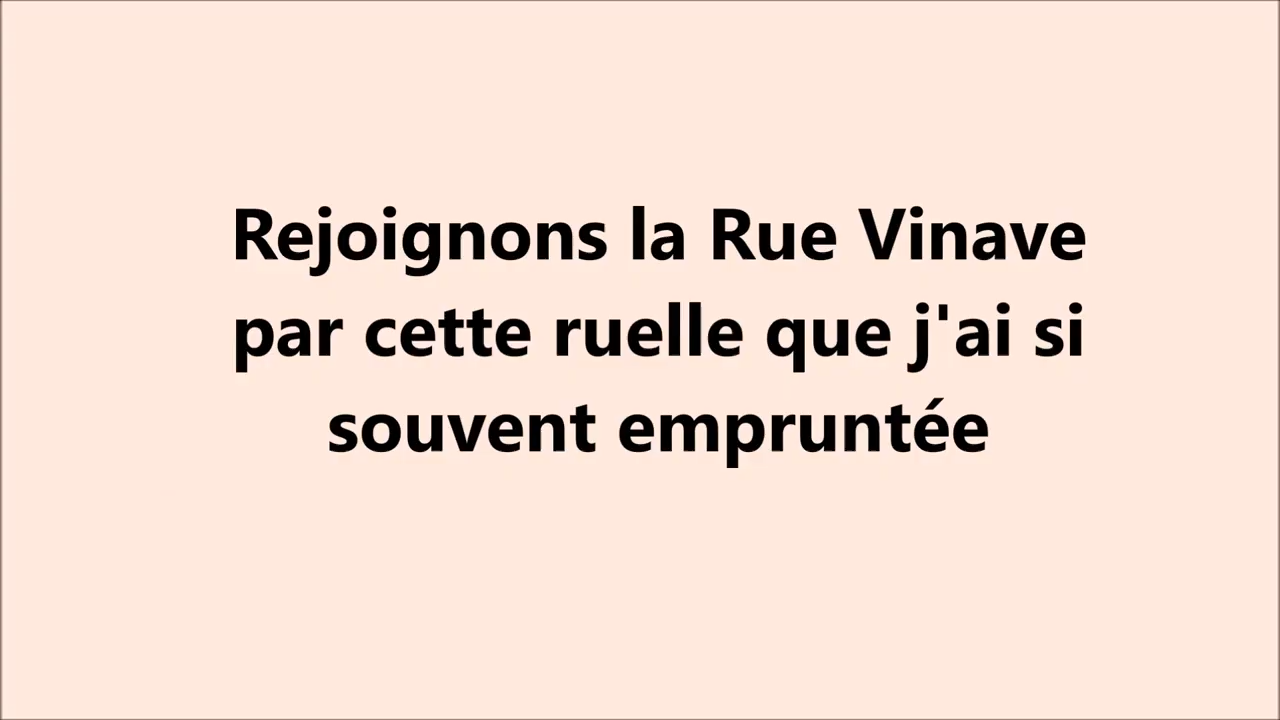 Rejoignons la Rue Vinave
par cette ruelle que j'ai si
souvent empruntée